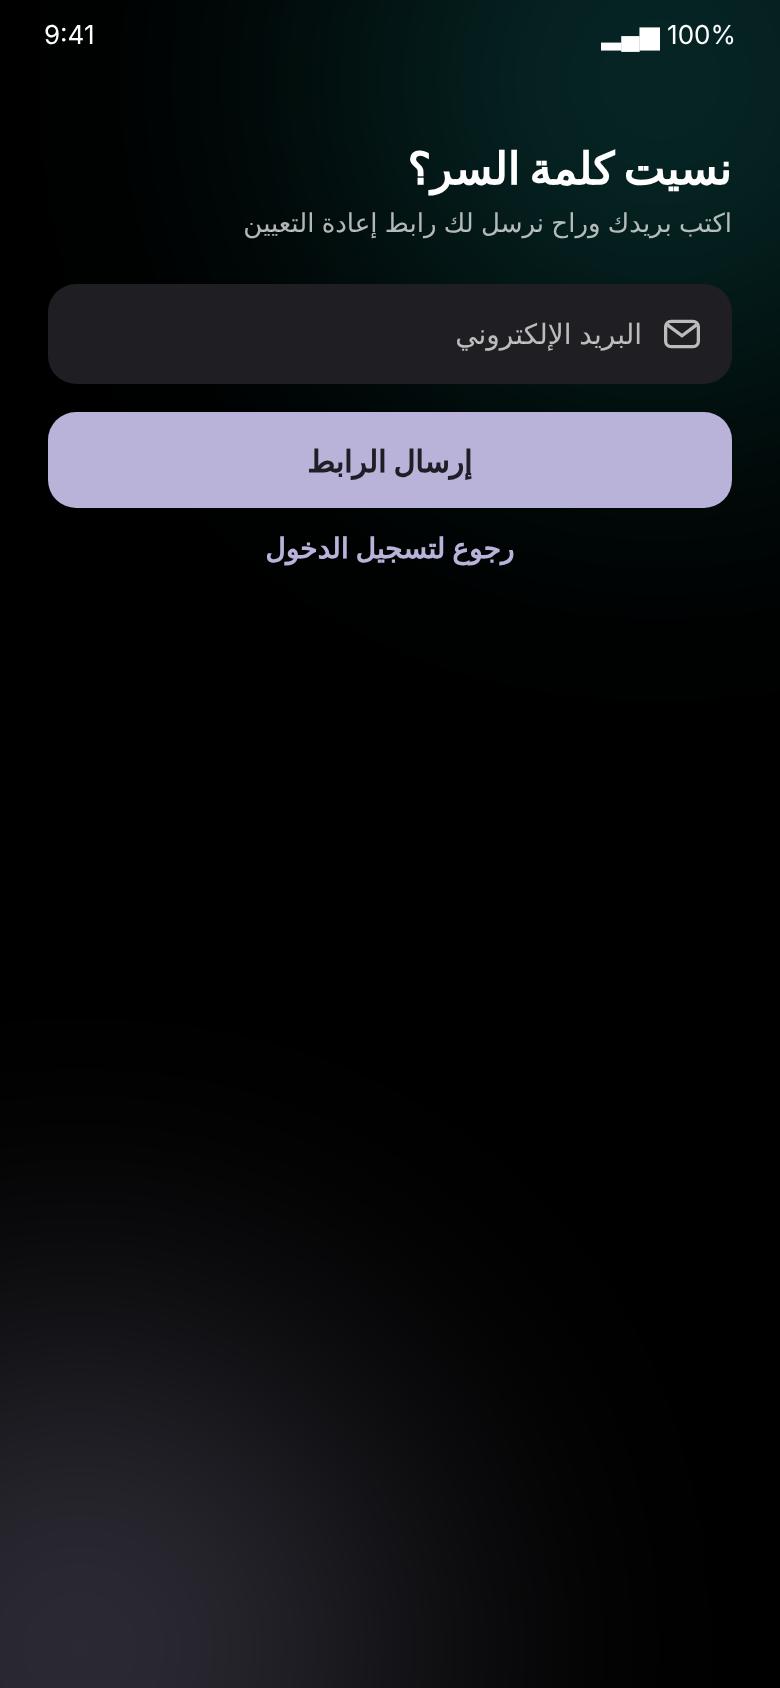 9:41
100%
نسيت كلمة السر؟
اكتب بريدك وراح نرسل لك رابط إعادة التعيين
البريد الإلكتروني
إرسال الرابط
رجوع لتسجيل الدخول